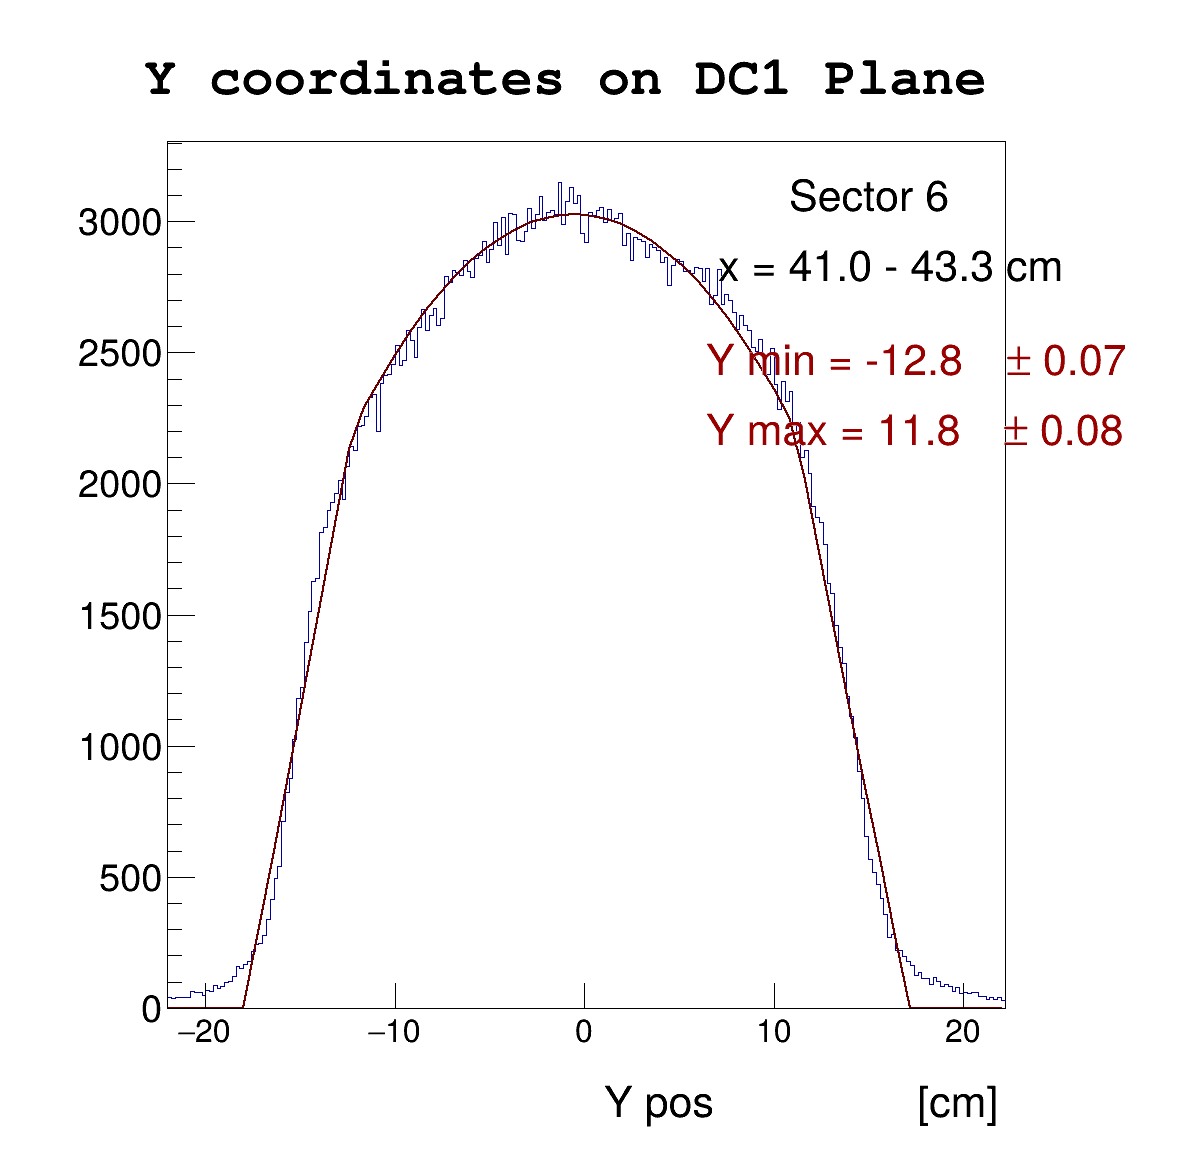 Y coordinates on DC1 Plane
Sector 6
x = 41.0 - 43.3 cm
Y min = -12.8 ± 0.07
Y max = 11.8 ± 0.08
3000
2500
2000
1500
1000
500
0
−20 −10 0 10 20
Y pos [cm]